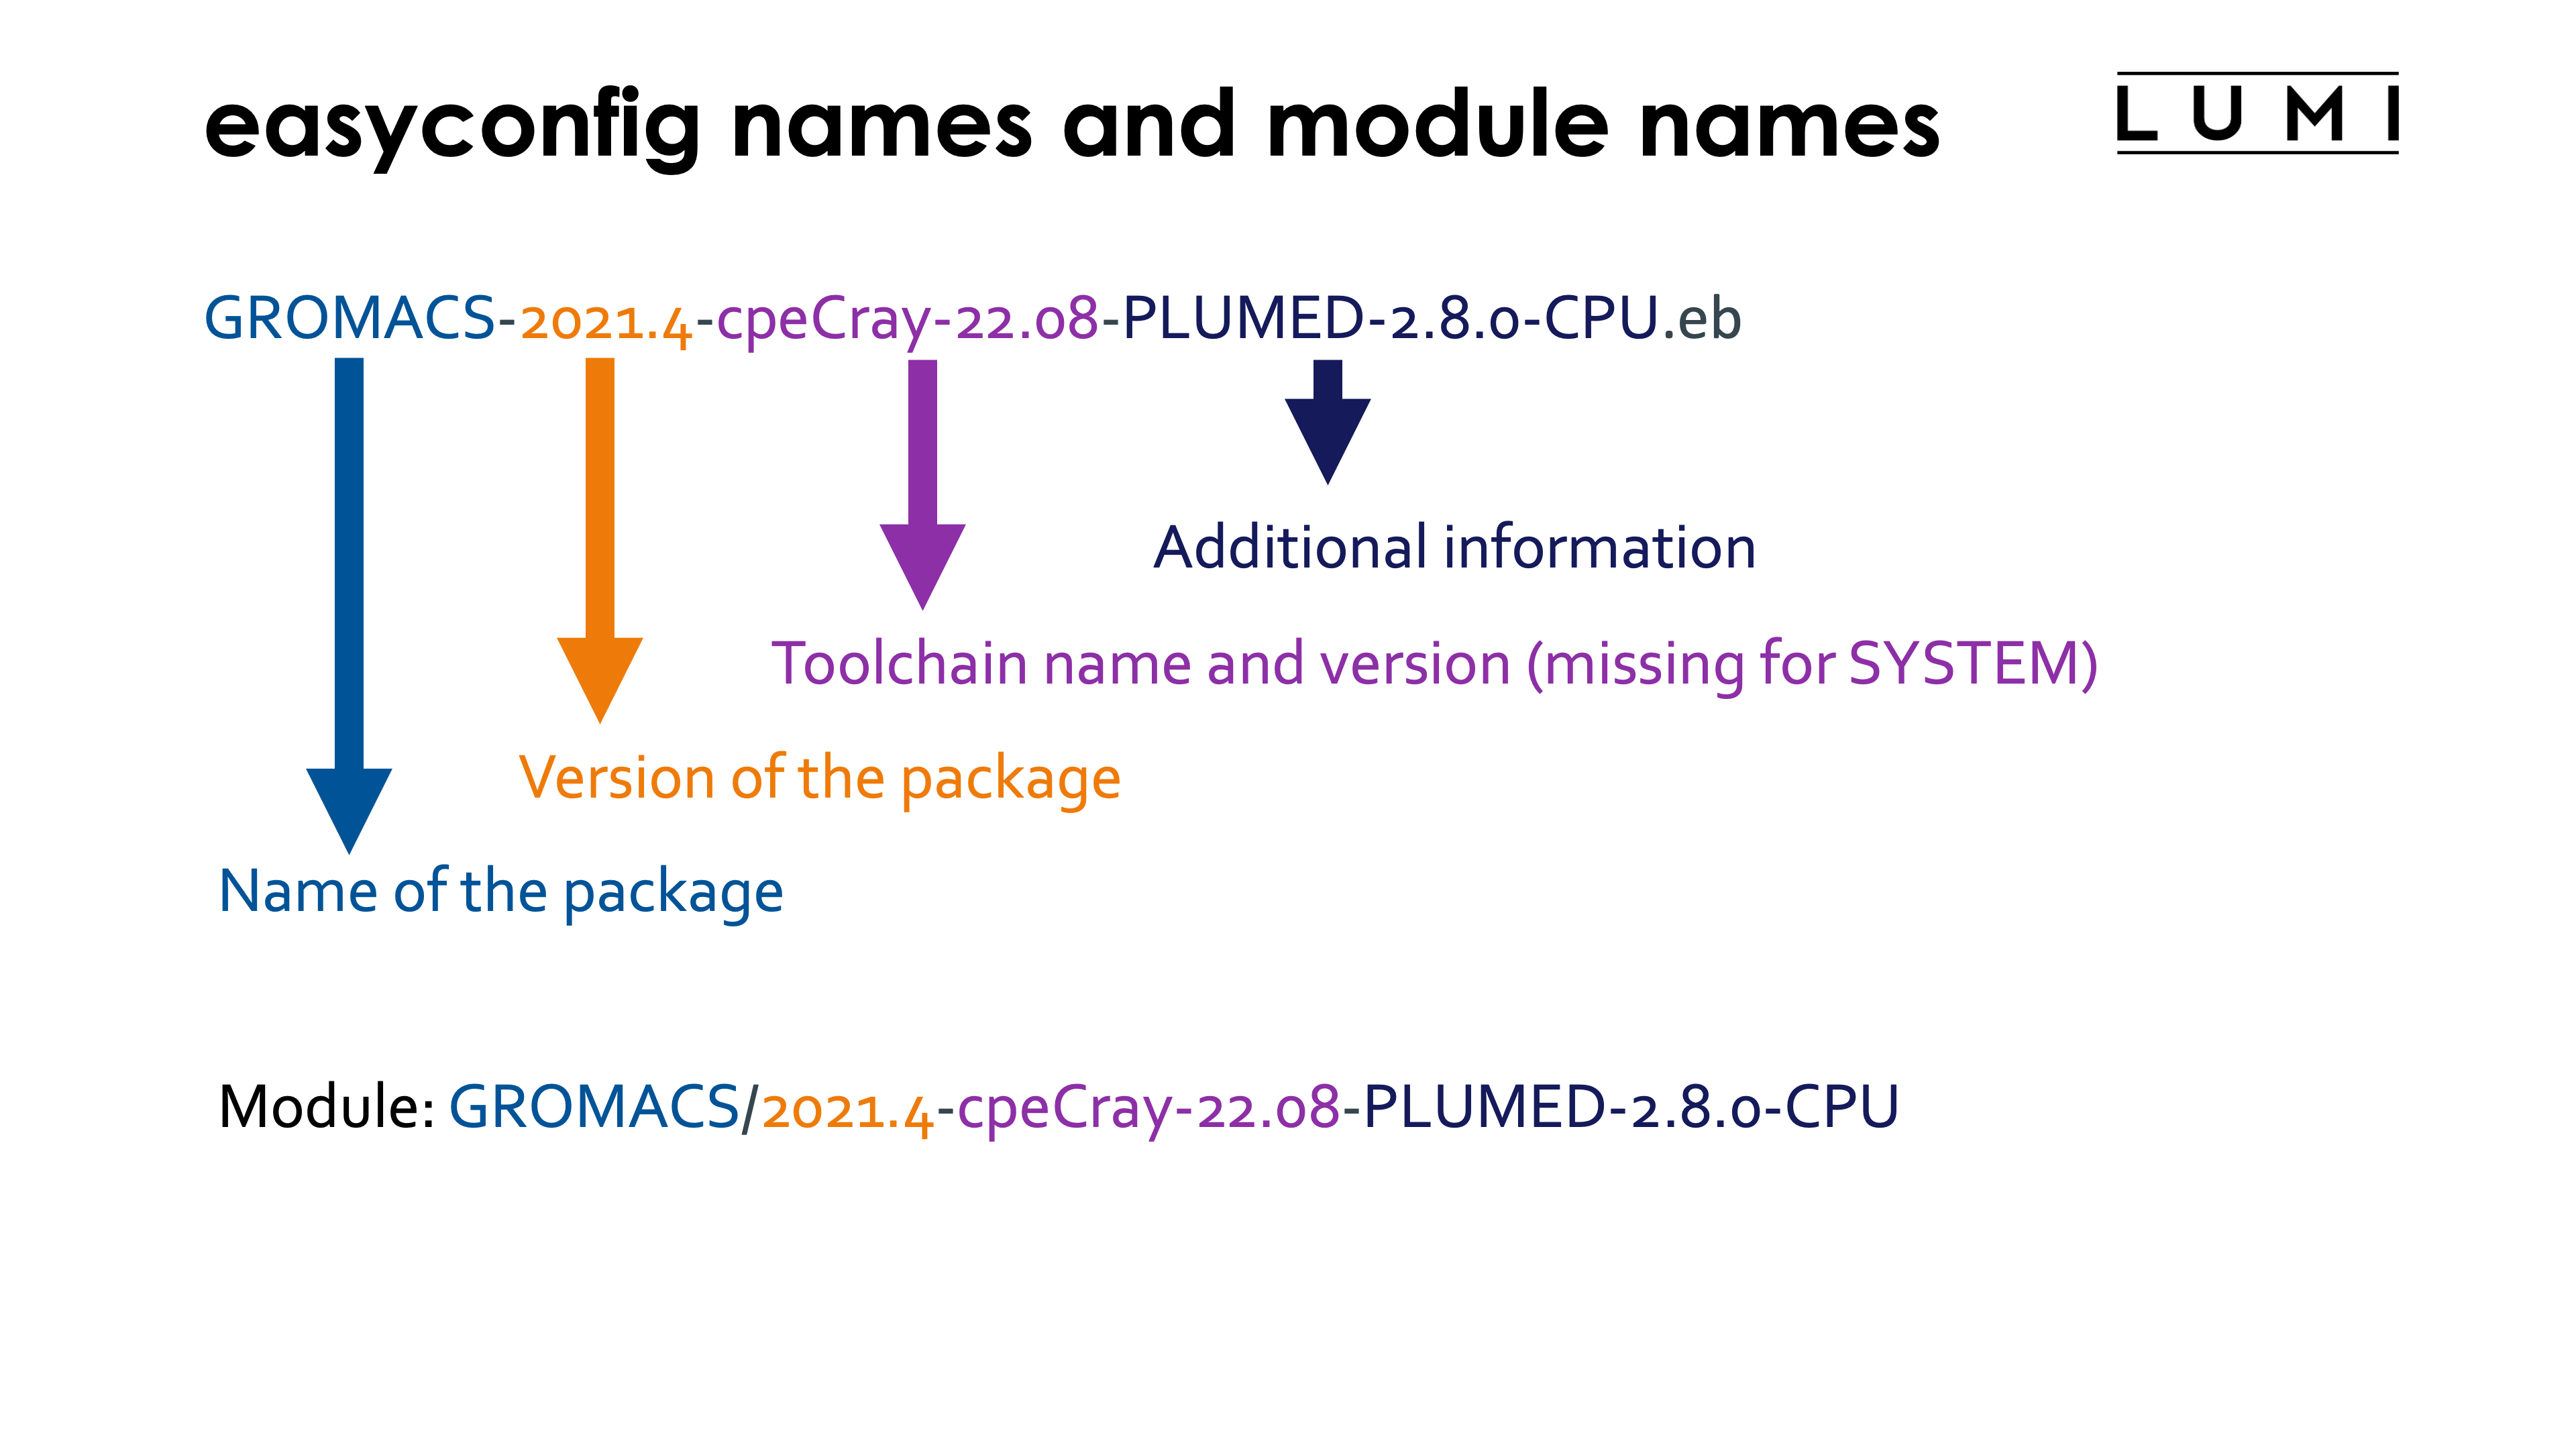 easyconfig names and module names
LUMI
GROMACS-2021.4-cpeCray-22.08-PLUMED-2.8.0-CPU.eb
Additional information
Toolchain name and version (missing for SYSTEM)
Version of the package
Name of the package
Module: GROMACS/2021.4-cpeCray-22.08-PLUMED-2.8.0-CPU